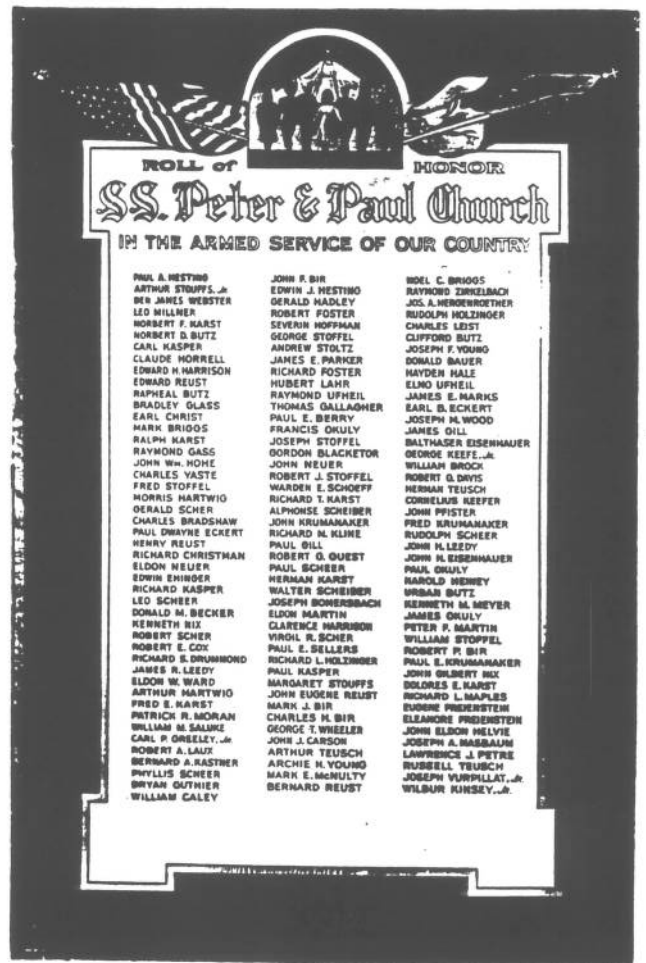 ROLL of HONOR
SS. Peter & Paul Church
IN THE ARMED SERVICE OF OUR COUNTRY
PAUL A. HESTING
ARTHUR STOUFFS, Jr.
BEN JAMES WEBSTER
LEO MILLNER
NORBERT F. KARST
NORBERT D. BUTZ
CARL KASPER
CLAUDE HORRELL
EDWARD H. HARRISON
EDWARD REUST
RAPHEAL BUTZ
BRADLEY GLASS
EARL CHRIST
MARK BRIGGS
RALPH KARST
RAYMOND GASS
JOHN WM. HOHE
CHARLES YASTE
FRED STOFFEL
MORRIS HARTWIG
GERALD SCHER
CHARLES BRADSHAW
PAUL DWAYNE ECKERT
HENRY REUST
RICHARD CHRISTMAN
ELDON NEUER
EDWIN EHINGER
RICHARD KASPER
LEO SCHEER
DONALD M. BECKER
KENNETH NIX
ROBERT SCHER
ROBERT E. COX
RICHARD S. DRUMMOND
JAMES R. LEEDY
ELDON W. WARD
ARTHUR HARTWIG
FRED E. KARST
PATRICK R. MORAN
WILLIAM M. SALUKE
CARL P. GRSELEY, Jr.
ROBERT A. LAUX
BERNARD A. KASTNER
PHYLLIS SCHEER
BRYAN GUTHIER
WILLIAM CALEY
JOHN F. BIR
EDWIN J. HESTING
GERALD HADLEY
ROBERT FOSTER
SEVERIN HOFFMAN
GEORGE STOFFEL
ANDREW STOLTZ
JAMES E. PARKER
RICHARD FOSTER
HUBERT LAHR
RAYMOND UFHEIL
THOMAS GALLAGHER
PAUL E. BERRY
FRANCIS OKULY
JOSEPH STOFFEL
GORDON BLACKETOR
JOHN NEUER
ROBERT J. STOFFEL
WARDEN E. SCHOEFF
RICHARD T. KARST
ALPHONSE SCHEIBER
JOHN KRUMANAKER
RICHARD N. KLINE
PAUL GILL
ROBERT G. QUEST
PAUL SCHEER
HERMAN KARST
WALTER SCHEIBER
JOSEPH BOMERSBACH
ELDON MARTIN
CLARENCE HARRISON
VIRGIL R. SCHER
PAUL E. SELLERS
RICHARD L. HOLZINGER
PAUL KASPER
MARGARET STOUFFS
JOHN EUGENE REUST
MARK J. BIR
CHARLES H. BIR
GEORGE T. WHEELER
JOHN J. CARSON
ARTHUR TEUSCH
ARCHIE H. YOUNG
MARK E. McNULTY
BERNARD REUST
NOEL C. BRIGGS
RAYMOND ZIRKELBACH
JOS. A. HERGENROETHER
RUDOLPH HOLZINGER
CHARLES LEIST
CLIFFORD BUTZ
JOSEPH F. YOUNG
DONALD BAUER
HAYDEN HALE
ELNO UFHEIL
JAMES E. MARKS
EARL B. ECKERT
JOSEPH M. WOOD
JAMES GILL
BALTHASER EISENHAUER
GEORGE KEEFE, Jr.
WILLIAM BROCK
ROBERT G. DAVIS
HERMAN TEUSCH
CORNELIUS KEEFER
JOHN PFISTER
FRED KRUMANAKER
RUDOLPH SCHEER
JOHN H. LEEDY
JOHN H. EISENHAUER
PAUL OKULY
HAROLD
URBAN BUTZ
KENNETH M. MEYER
JAMES OKULY
PETER F. MARTIN
WILLIAM STOFFEL
ROBERT P. BIR
PAUL E. KRUMANAKER
JOHN GILBERT NIX
DOLORES E. KARST
RICHARD L. MAPLES
EUGENE FREIENSTEIN
ELEANORE FREIENSTEIN
JOHN ELDON HELVIE
JOSEPH A. NASBAUM
LAWRENCE J. PETRE
RUSSELL TEUSCH
JOSEPH VURPILLAT, Jr.
WILBUR KINSEY, Jr.